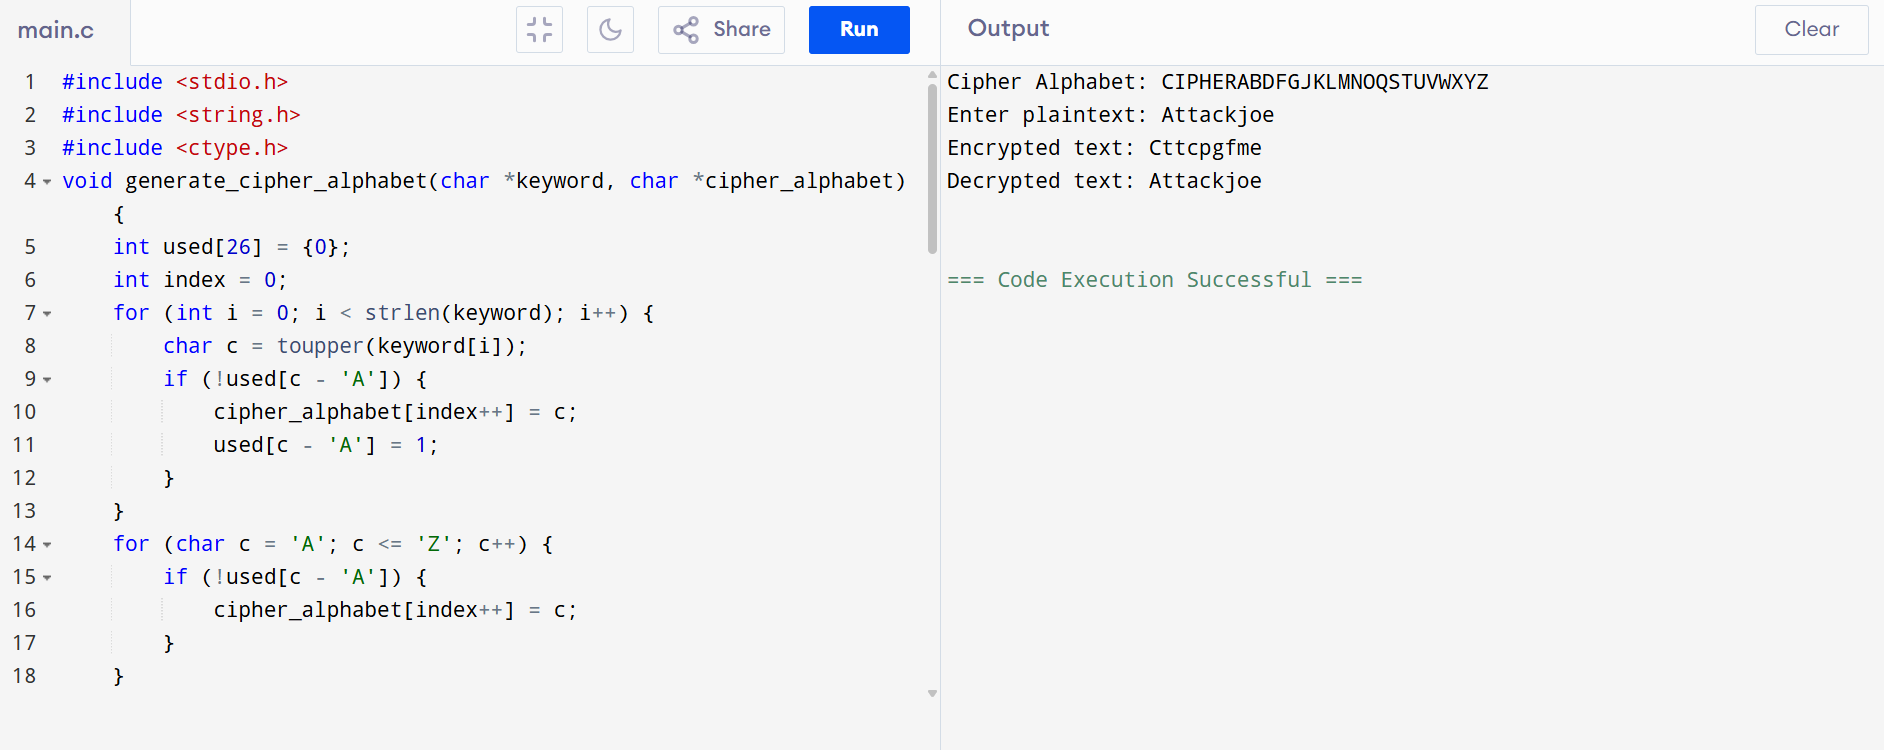 main.c
Share
Run
Output
Clear
1 #include <stdio.h>
2 #include <string.h>
3 #include <ctype.h>
4 void generate_cipher_alphabet(char *keyword, char *cipher_alphabet)
{
5 int used[26] = {0};
6 int index = 0;
7 for (int i = 0; i < strlen(keyword); i++) {
8 char c = toupper(keyword[i]);
9 if (!used[c - 'A']) {
10 cipher_alphabet[index++] = c;
11 used[c - 'A'] = 1;
12 }
13 }
14 for (char c = 'A'; c <= 'Z'; c++) {
15 if (!used[c - 'A']) {
16 cipher_alphabet[index++] = c;
17 }
18 }
Cipher Alphabet: CIPHERABDFGJKLMNOQSTUVWXYZ
Enter plaintext: Attackjoe
Encrypted text: Cttcpgfme
Decrypted text: Attackjoe
=== Code Execution Successful ===